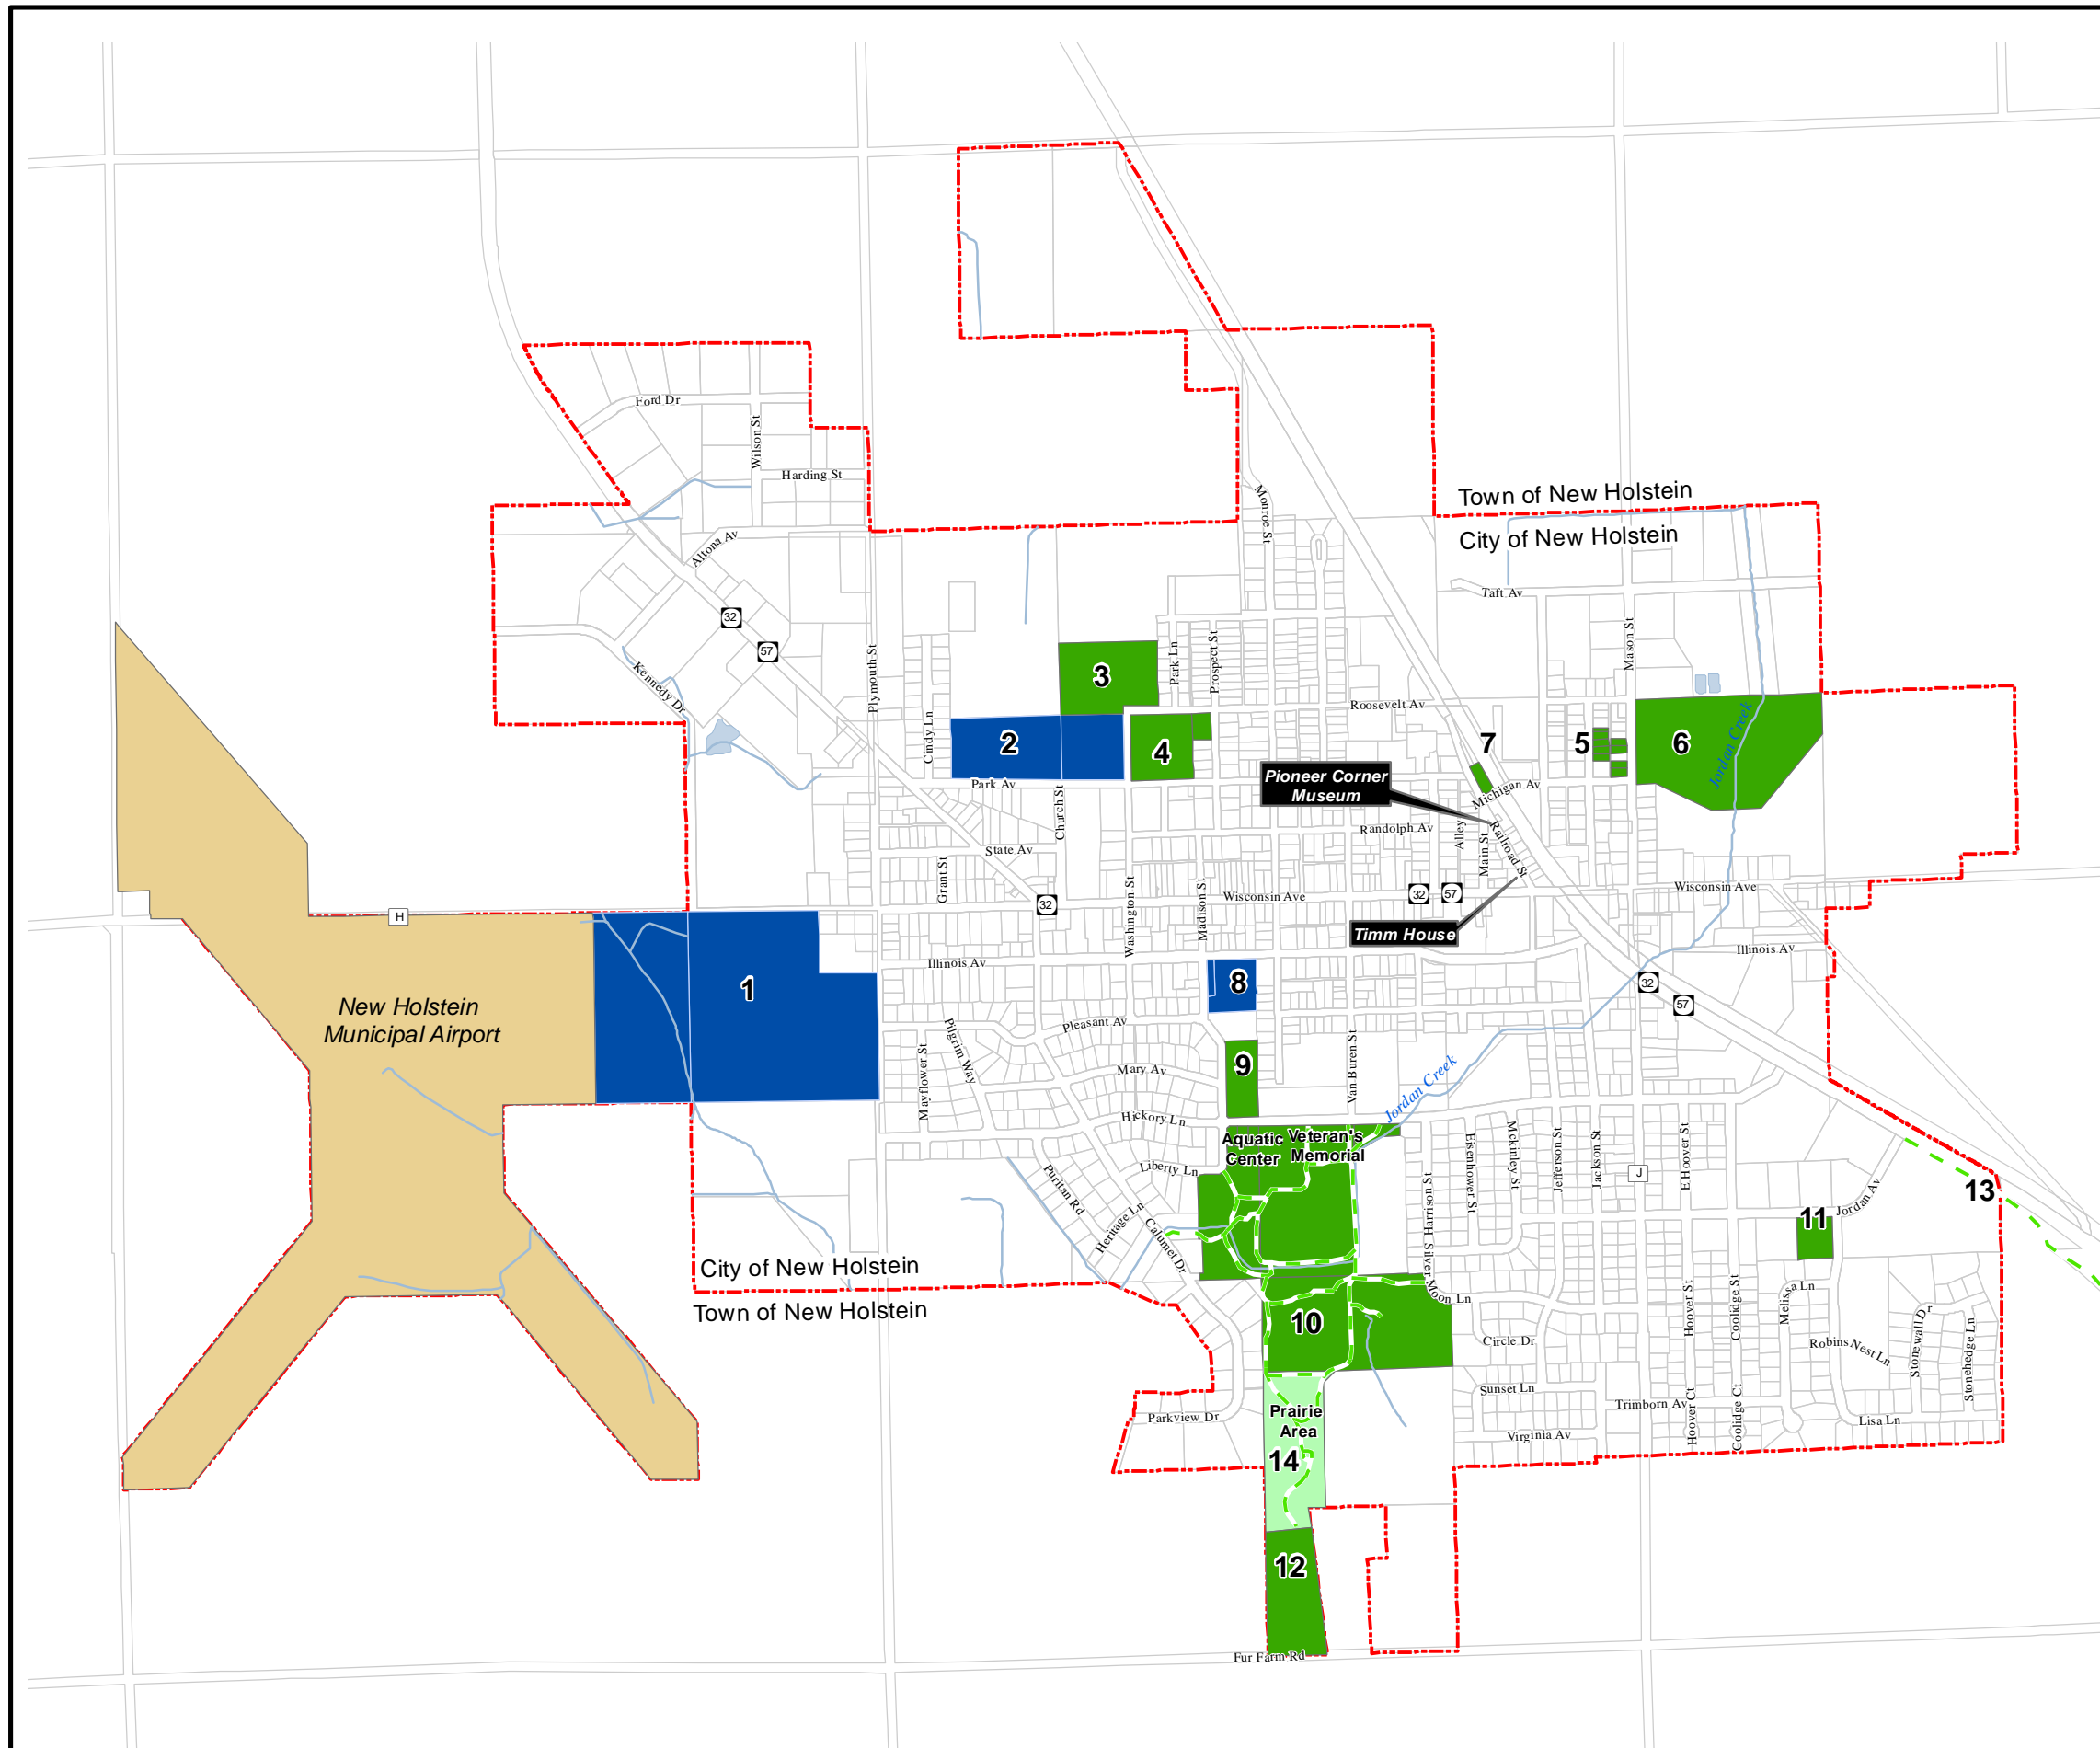 Town of New Holstein
City of New Holstein
Ford Dr
Wilson St
Harding St
Monroe St
Altona Av
Taft Av
32
57
Kennedy Dr
Plymouth St
Cindy Ln
Park Ln
Prospect St
Mason St
3
Roosevelt Av
2
4
7
5
6
Jordan Creek
Pioneer Corner
Museum
Michigan Av
Park Av
Church St
Randolph Av
Alley
Main St
Railroad St
State Av
Grant St
32
Washington St
Madison St
Wisconsin Ave
32
57
Wisconsin Ave
H
Timm House
Illinois Av
Illinois Av
1
8
32
57
New Holstein
Municipal Airport
Pleasant Av
Pilgrim Way
Mayflower St
Mary Av
9
Van Buren St
Jordan Creek
Hickory Ln
Aquatic
Center
Veteran's
Memorial
Liberty Ln
Puritan Rd
Heritage Ln
Calumet Dr
Harrison St
Eisenhower St
Mckinley St
Jefferson St
Jackson St
E Hoover St
J
13
11
Jordan Av
City of New Holstein
Town of New Holstein
Silver Moon Ln
10
Circle Dr
Hoover St
Coolidge St
Melissa Ln
Robins Nest Ln
Stonewall Dr
Stonehedge Ln
Sunset Ln
Trimborn Av
Hoover Ct
Coolidge Ct
Lisa Ln
Parkview Dr
Prairie
Area
Virginia Av
14
12
Fur Farm Rd